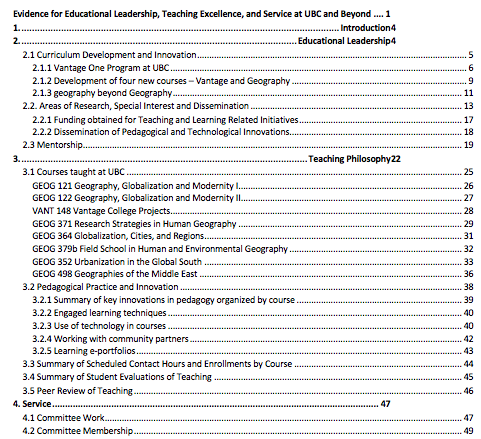 Evidence for Educational Leadership, Teaching Excellence, and Service at UBC and Beyond .... 1
1. ........ Introduction4
2. ........ Educational Leadership4
2.1 Curriculum Development and Innovation ........ 5
2.1.1 Vantage One Program at UBC ........ 6
2.1.2 Development of four new courses – Vantage and Geography ........ 9
2.1.3 geography beyond Geography ........ 11
2.2. Areas of Research, Special Interest and Dissemination ........ 13
2.2.1 Funding obtained for Teaching and Learning Related Initiatives ........ 17
2.2.2 Dissemination of Pedagogical and Technological Innovations ........ 18
2.3 Mentorship ........ 19
3. ........ Teaching Philosophy22
3.1 Courses taught at UBC ........ 25
GEOG 121 Geography, Globalization and Modernity I ........ 26
GEOG 122 Geography, Globalization and Modernity II ........ 27
VANT 148 Vantage College Projects ........ 28
GEOG 371 Research Strategies in Human Geography ........ 29
GEOG 364 Globalization, Cities, and Regions ........ 31
GEOG 379b Field School in Human and Environmental Geography ........ 32
GEOG 352 Urbanization in the Global South ........ 33
GEOG 498 Geographies of the Middle East ........ 36
3.2 Pedagogical Practice and Innovation ........ 38
3.2.1 Summary of key innovations in pedagogy organized by course ........ 39
3.2.2 Engaged learning techniques ........ 40
3.2.3 Use of technology in courses ........ 40
3.2.4 Working with community partners ........ 42
3.2.5 Learning e-portfolios ........ 43
3.3 Summary of Scheduled Contact Hours and Enrollments by Course ........ 44
3.4 Summary of Student Evaluations of Teaching ........ 45
3.5 Peer Review of Teaching ........ 46
4. Service ........ 47
4.1 Committee Work ........ 47
4.2 Committee Membership ........ 49